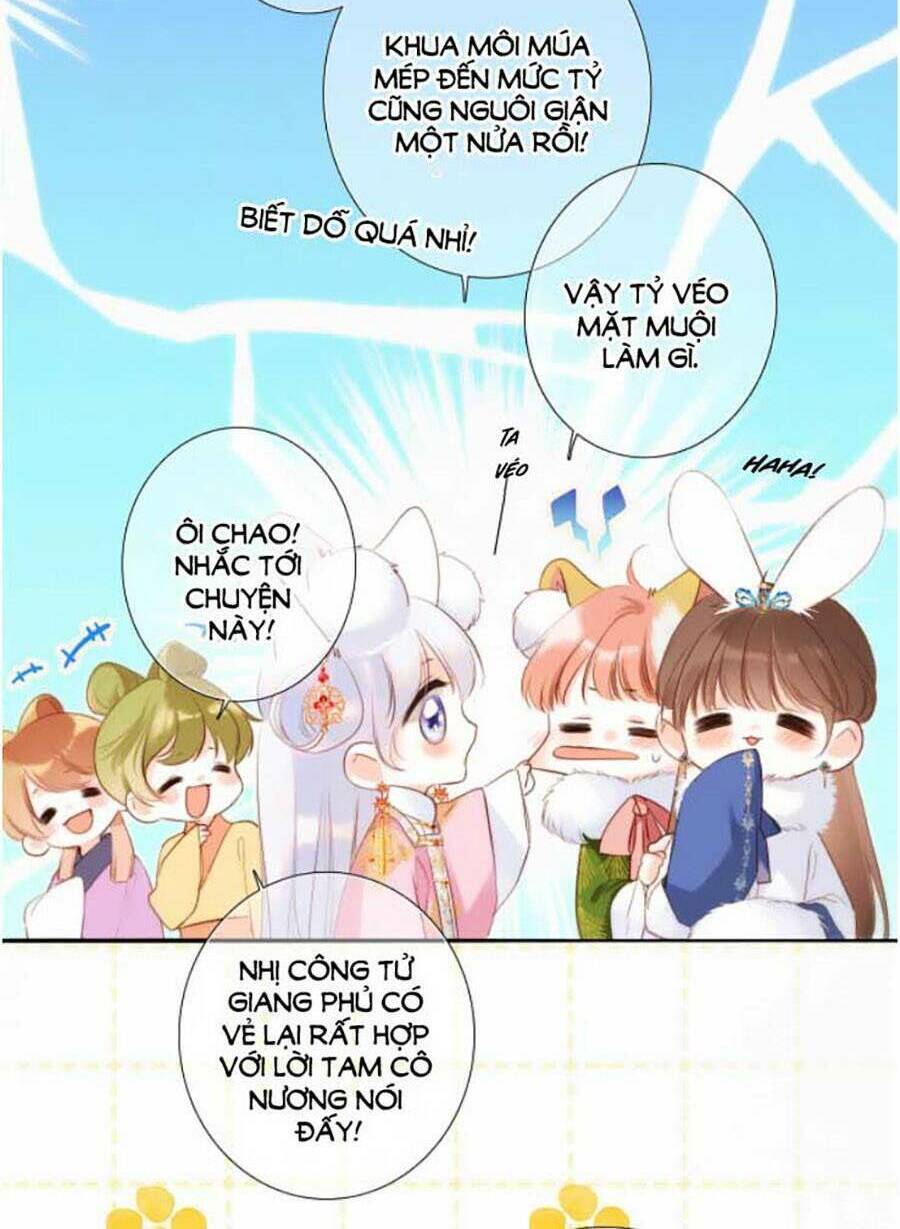 KHUA MÔI MÚA
MÉP ĐẾN MỨC TỶ
CŨNG NGUÔI GIẬN
MỘT NỬA RỒI!
BIẾT DỖ QUÁ NHỈ!
VẬY TỶ VÉO
MẶT MUỘI
LÀM GÌ.
TA
VÉO
HAHA!
ÔI CHAO!
NHẮC TỚI
CHUYỆN
NÀY!
NHỊ CÔNG TỬ
GIANG PHỦ CÓ
VẺ LẠI RẤT HỢP
VỚI LỜI TAM CÔ
NƯƠNG NÓI
ĐẤY!